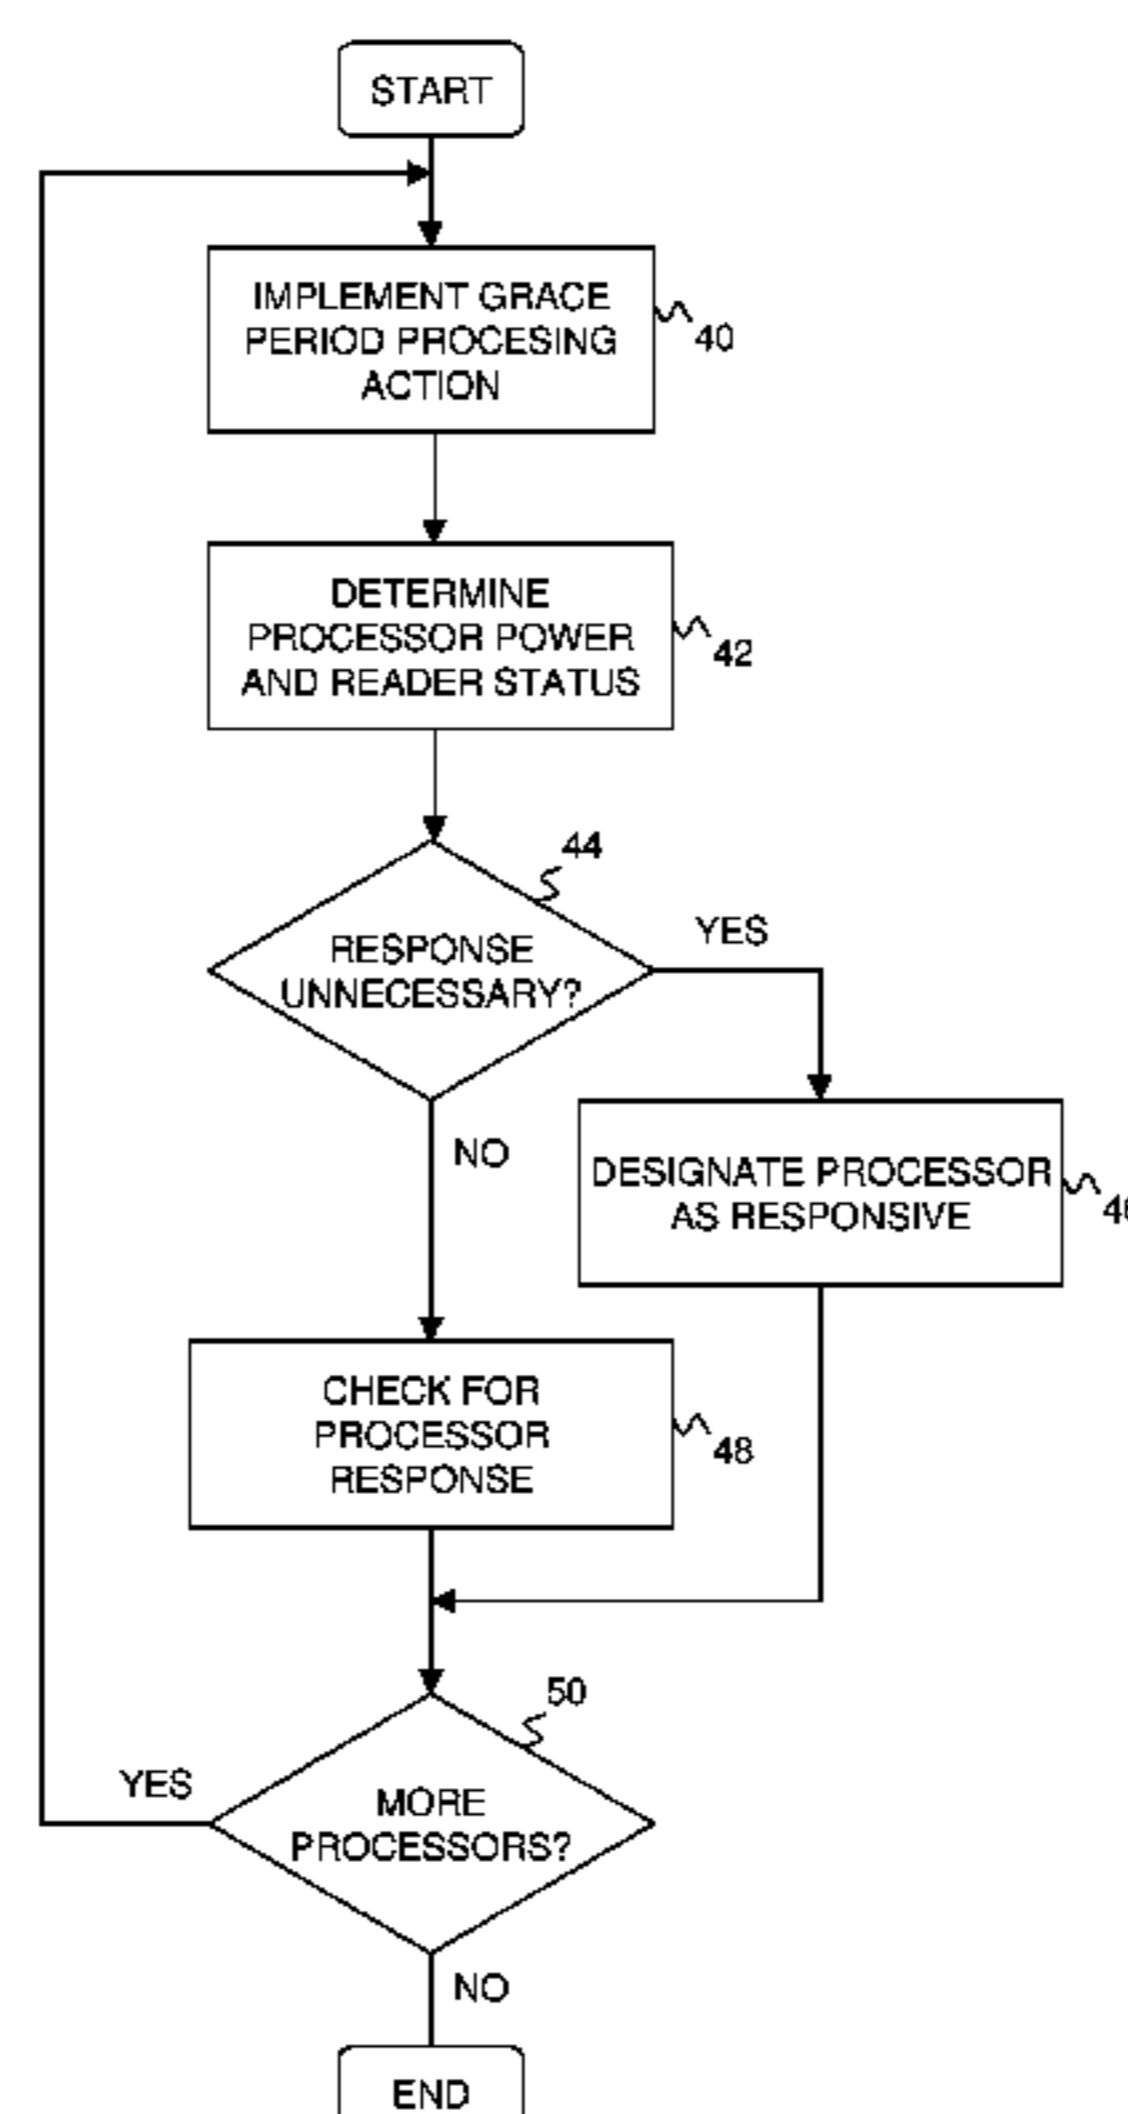 START
IMPLEMENT GRACE
PERIOD PROCESING
ACTION
40
DETERMINE
PROCESSOR POWER
AND READER STATUS
42
44
RESPONSE
UNNECESSARY?
YES
NO
DESIGNATE PROCESSOR
AS RESPONSIVE
CHECK FOR
PROCESSOR
RESPONSE
48
50
YES
MORE
PROCESSORS?
NO
END